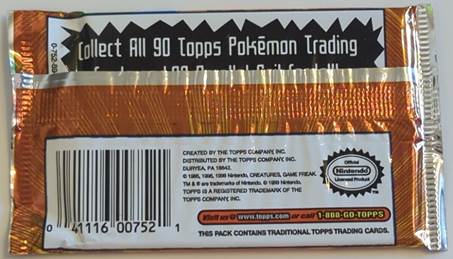 Collect All 90 Topps Pokémon Trading
CREATED BY THE TOPPS COMPANY, INC.
DISTRIBUTED BY THE TOPPS COMPANY, INC.
DURYEA, PA 18642.
© 1995, 1996, 1998 Nintendo, CREATURES, GAME FREAK.
TM & ® are trademarks of Nintendo. © 1999 Nintendo.
TOPPS IS A REGISTERED TRADEMARK OF THE
TOPPS COMPANY, INC.
Official
Nintendo
Licensed Product
Visit us @ www.topps.com or call 1-888-GO-TOPPS
0 41116 00752 1
THIS PACK CONTAINS TRADITIONAL TOPPS TRADING CARDS.